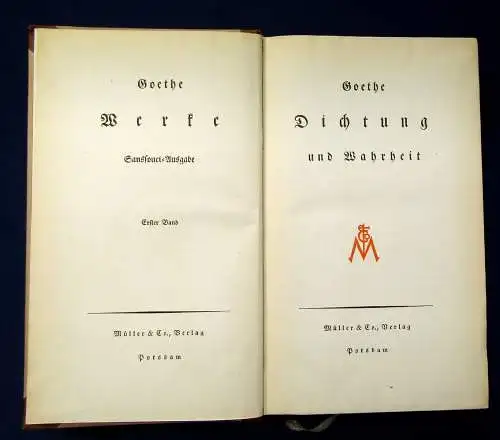 Goethe
Werke
Sanssouci-Ausgabe
Erster Band
Müller & Co., Verlag
Potsdam
Goethe
Dichtung
und Wahrheit
Müller & Co., Verlag
Potsdam